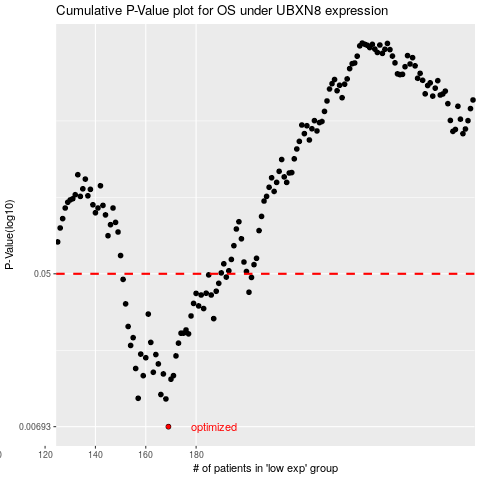 Cumulative P-Value plot for OS under UBXN8 expression
P-Value(log10)
0.05
0.00693
optimized
0 120 140 160 180
# of patients in 'low exp' group